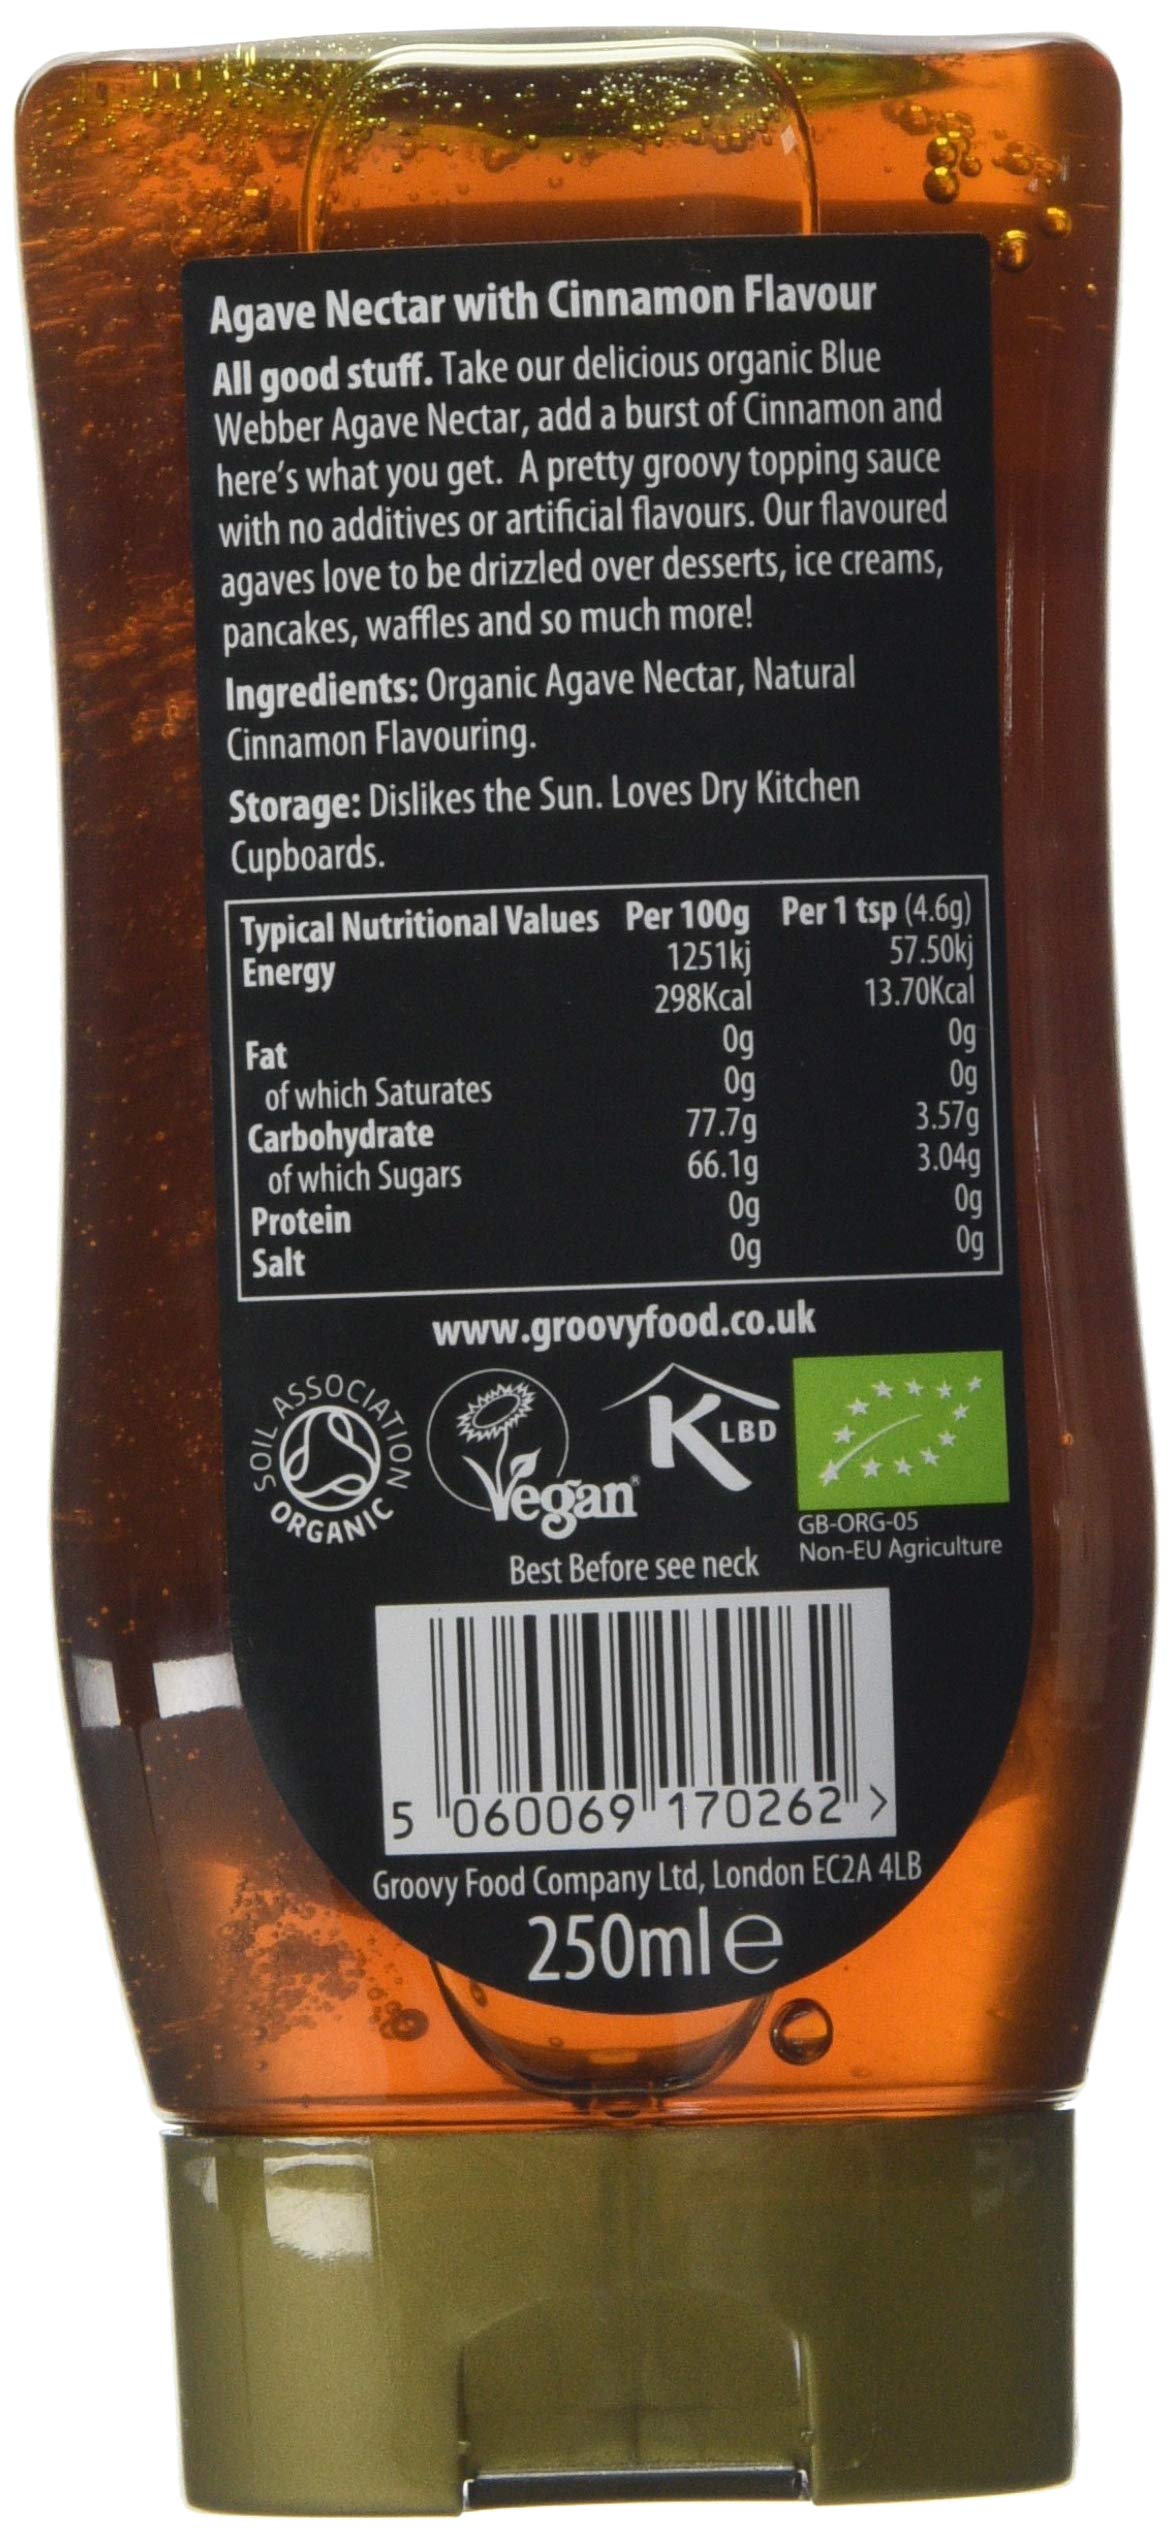 Agave Nectar with Cinnamon Flavour
All good stuff. Take our delicious organic Blue
Webber Agave Nectar, add a burst of Cinnamon and
here's what you get. A pretty groovy topping sauce
with no additives or artificial flavours. Our flavoured
agaves love to be drizzled over desserts, ice creams,
pancakes, waffles and so much more!
Ingredients: Organic Agave Nectar, Natural
Cinnamon Flavouring.
Storage: Dislikes the Sun. Loves Dry Kitchen
Cupboards.
Typical Nutritional Values Per 100g Per 1 tsp (4.6g)
Energy 1251kj 57.50kj
298Kcal 13.70Kcal
Fat 0g 0g
of which Saturates 0g 0g
Carbohydrate 77.7g 3.57g
of which Sugars 66.1g 3.04g
Protein 0g 0g
Salt 0g 0g
www.groovyfood.co.uk
SOIL ASSOCIATION
ORGANIC
Vegan®
K LBD
GB-ORG-05
Non-EU Agriculture
Best Before see neck
5 060069 170262 >
Groovy Food Company Ltd, London EC2A 4LB
250ml e